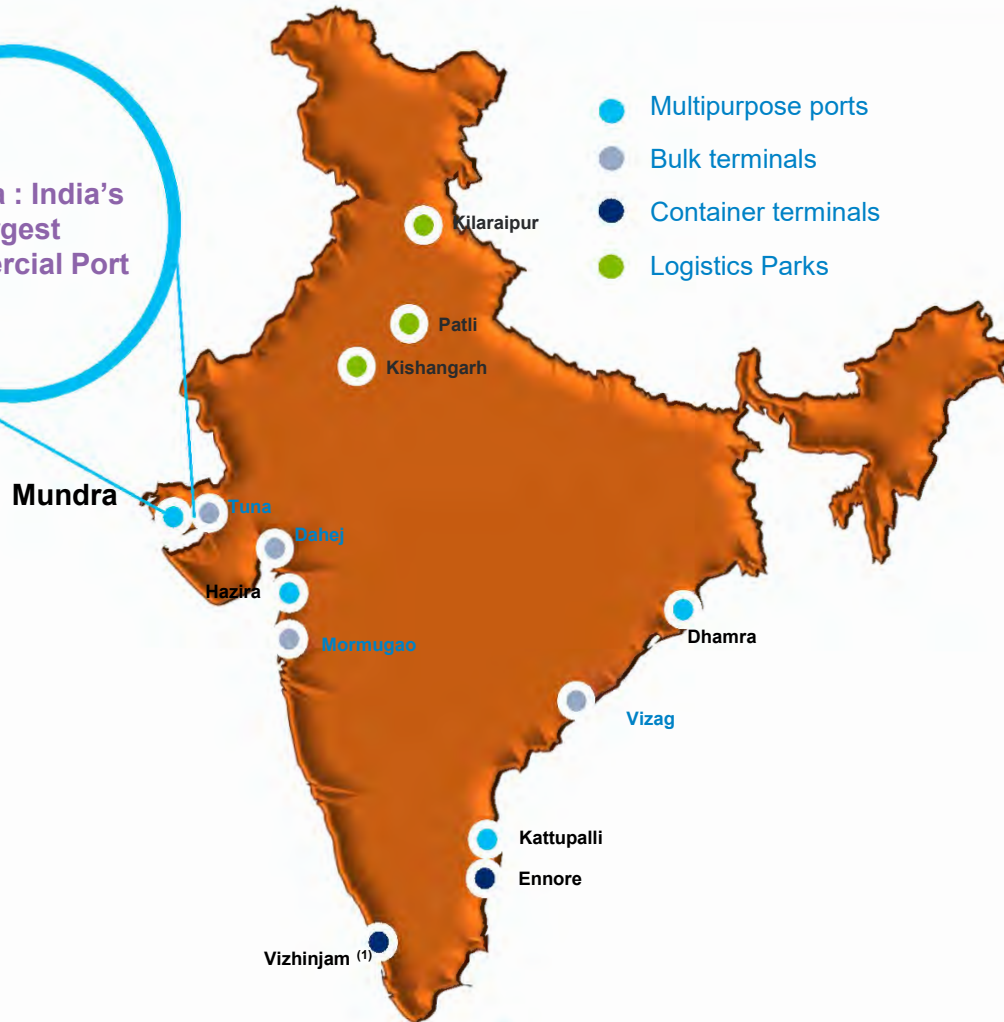 a : India's
rgest
ercial Port
Multipurpose ports
Bulk terminals
Container terminals
Logistics Parks
Kilaraipur
Patli
Kishangarh
Mundra
Tuna
Dahej
Hazira
Mormugao
Dhamra
Vizag
Kattupalli
Ennore
Vizhinjam (1)